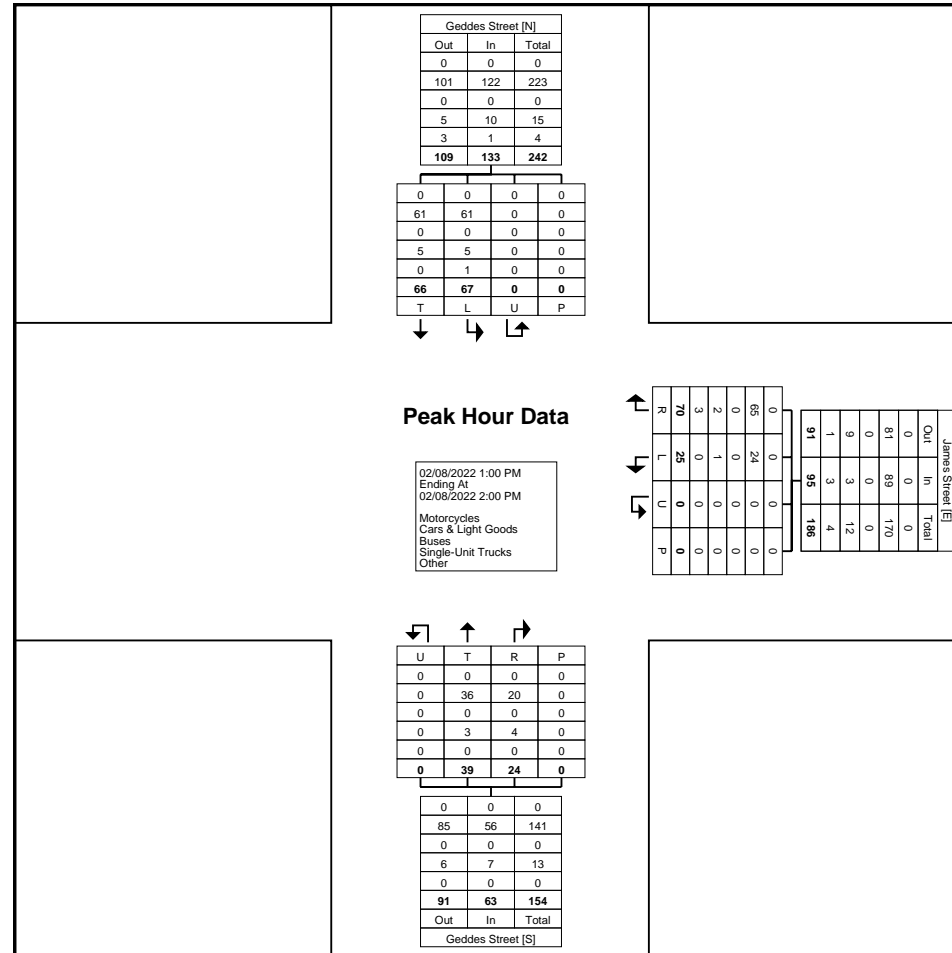 Geddes Street [N]
Out In Total
0 0 0
101 122 223
0 0 0
5 10 15
3 1 4
109 133 242
0 0 0 0
61 61 0 0
0 0 0 0
5 5 0 0
0 1 0 0
66 67 0 0
T L U P
Peak Hour Data
02/08/2022 1:00 PM
Ending At
02/08/2022 2:00 PM
Motorcycles
Cars & Light Goods
Buses
Single-Unit Trucks
Other
James Street [E]
Out In Total
0 0 0
81 89 170
0 0 0
9 3 12
1 3 4
91 95 186
0 0 0 0
65 24 0 0
0 0 0 0
2 1 0 0
3 0 0 0
70 25 0 0
R L U P
U T R P
0 0 0 0
0 36 20 0
0 0 0 0
0 3 4 0
0 0 0 0
0 39 24 0
0 0 0
85 56 141
0 0 0
6 7 13
0 0 0
91 63 154
Out In Total
Geddes Street [S]